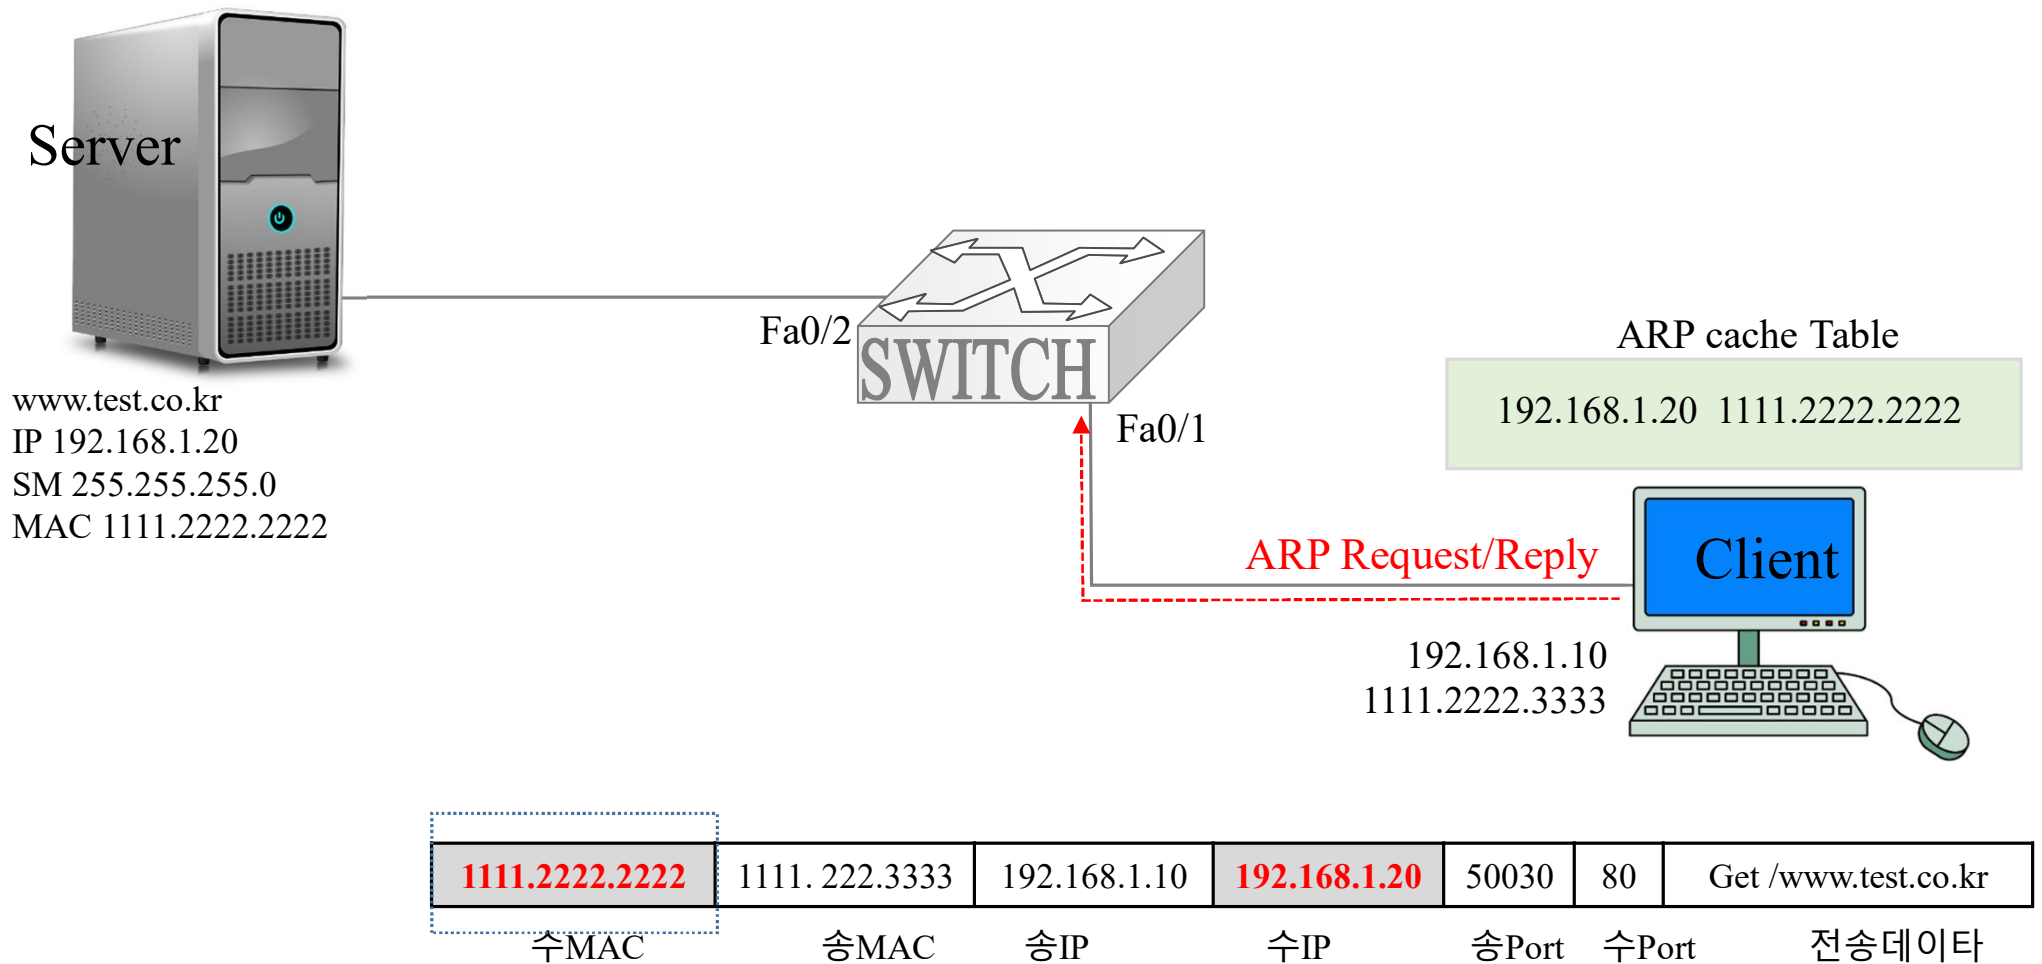 Server
www.test.co.kr
IP 192.168.1.20
SM 255.255.255.0
MAC 1111.2222.2222
Fa0/2
SWITCH
Fa0/1
ARP cache Table
192.168.1.20 1111.2222.2222
ARP Request/Reply
Client
192.168.1.10
1111.2222.3333
1111.2222.2222 1111. 222.3333 192.168.1.10 192.168.1.20 50030 80 Get /www.test.co.kr
수MAC 송MAC 송IP 수IP 송Port 수Port 전송데이타